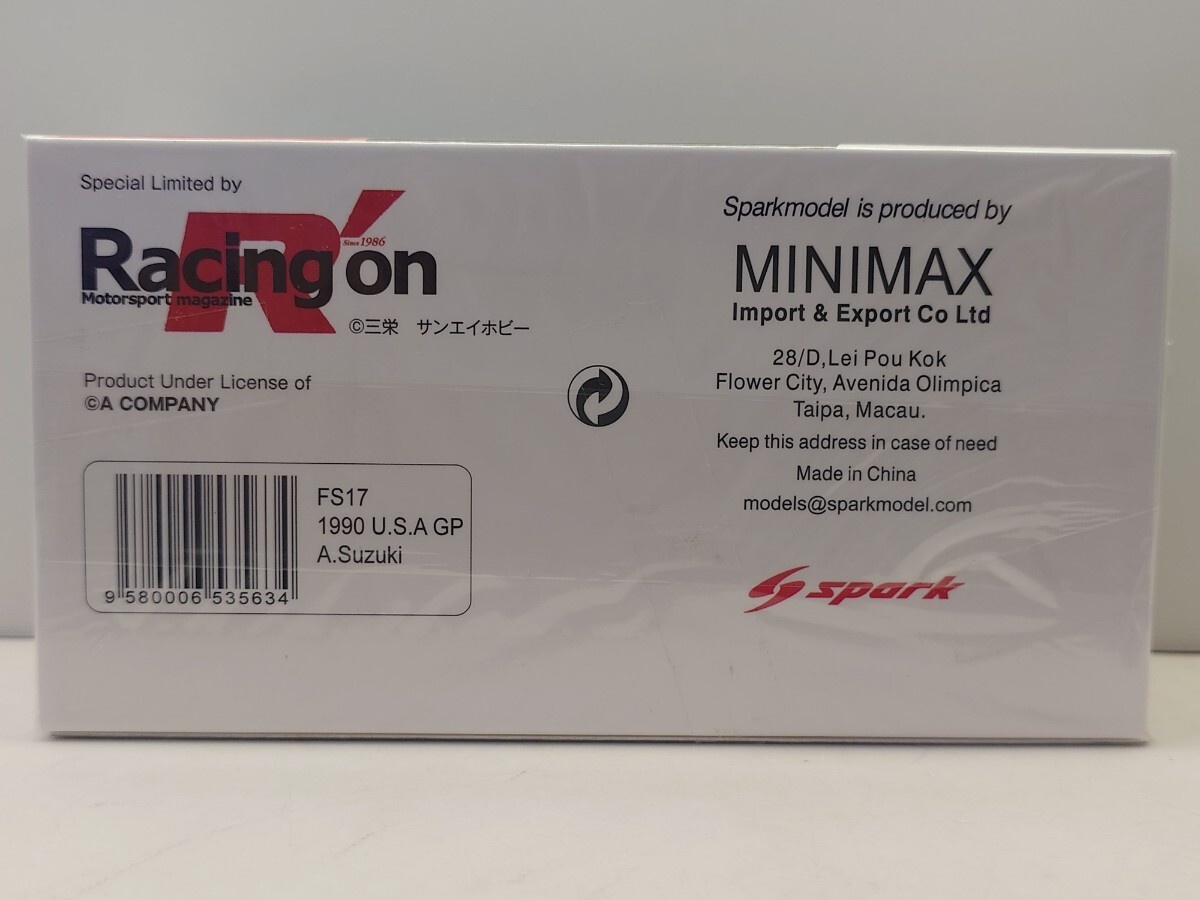 Special Limited by
R'
Since 1986
Racing on
Motorsport magazine
©三栄 サンエイホビー
Product Under License of
©A COMPANY
FS17
1990 U.S.A GP
A.Suzuki
9 580006 535634
Sparkmodel is produced by
MINIMAX
Import & Export Co Ltd
28/D,Lei Pou Kok
Flower City, Avenida Olimpica
Taipa, Macau.
Keep this address in case of need
Made in China
models@sparkmodel.com
spark